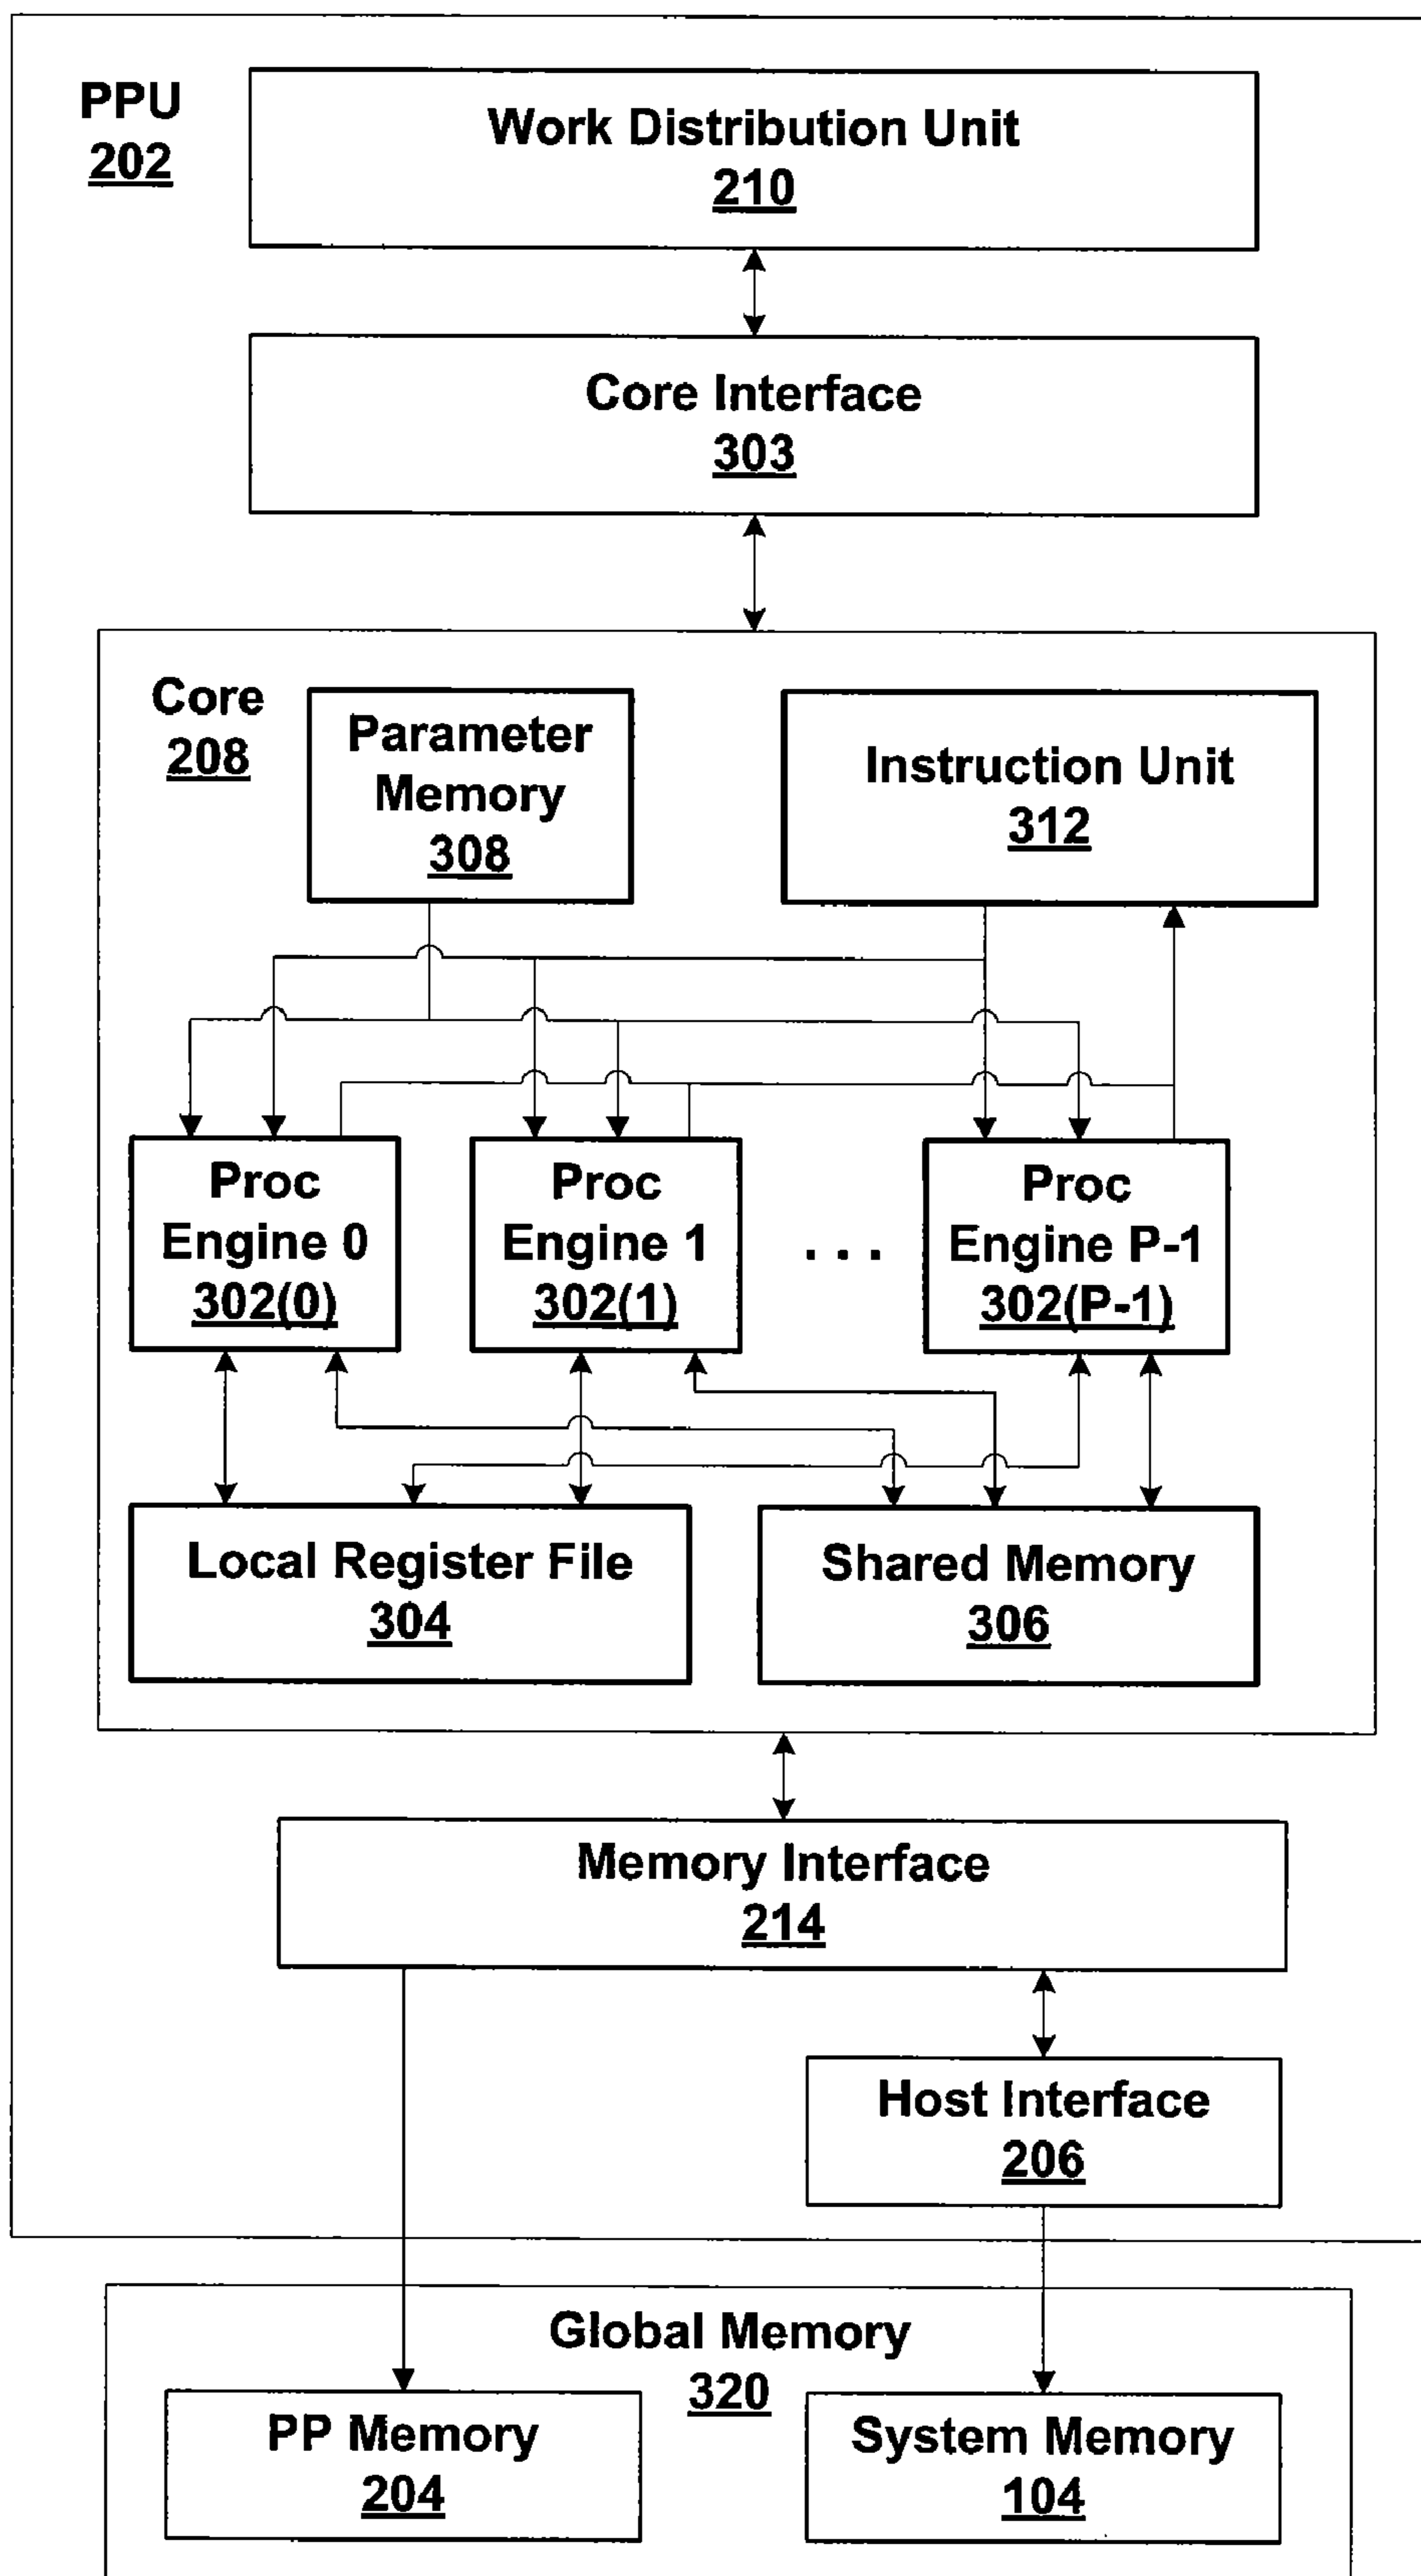 PPU
202
Work Distribution Unit
210
Core Interface
303
Core
208
Parameter
Memory
308
Instruction Unit
312
Proc
Engine 0
302(0)
Proc
Engine 1
302(1)
. . .
Proc
Engine P-1
302(P-1)
Local Register File
304
Shared Memory
306
Memory Interface
214
Host Interface
206
Global Memory
320
PP Memory
204
System Memory
104